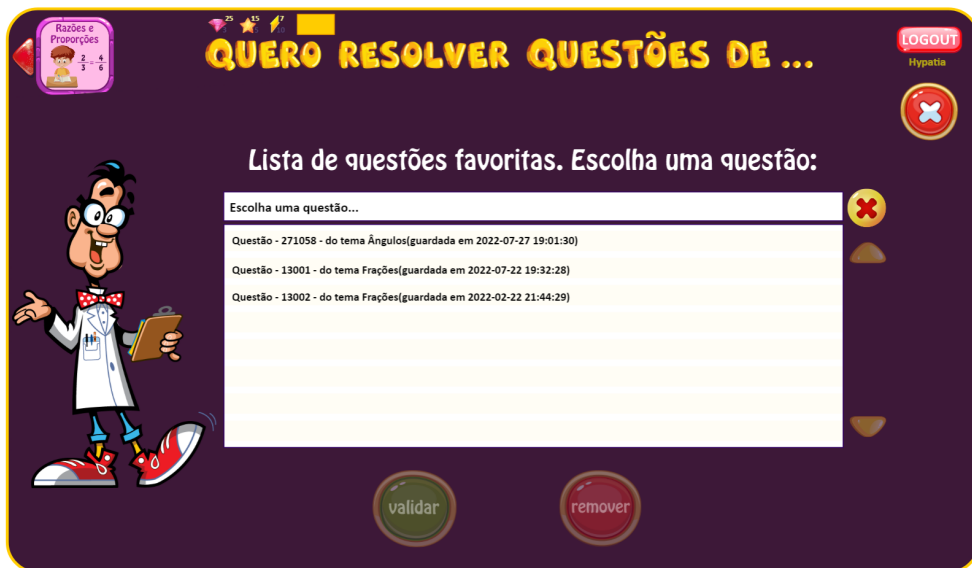 Razões e
Proporções
2/3 = 4/6
25 15 7
QUERO RESOLVER QUESTÕES DE ...
LOGOUT
Hypatia
Lista de questões favoritas. Escolha uma questão:
Escolha uma questão...
Questão - 271058 - do tema Ângulos(guardada em 2022-07-27 19:01:30)
Questão - 13001 - do tema Frações(guardada em 2022-07-22 19:32:28)
Questão - 13002 - do tema Frações(guardada em 2022-02-22 21:44:29)
validar
remover